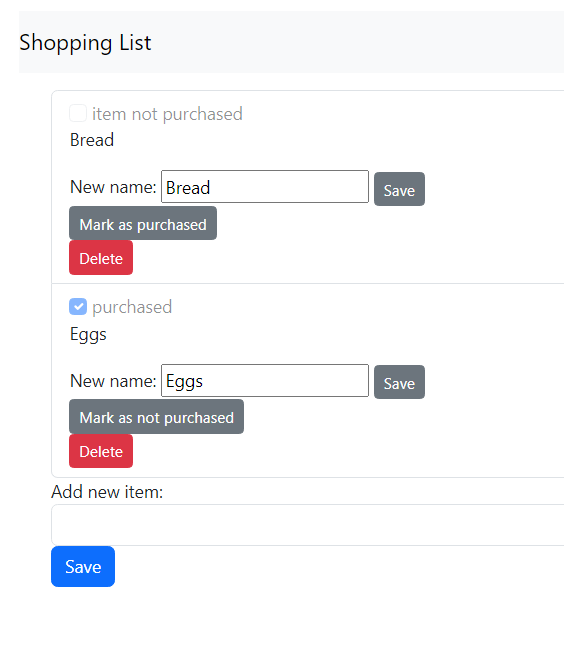 Shopping List
item not purchased
Bread
New name: Bread Save
Mark as purchased
Delete
purchased
Eggs
New name: Eggs Save
Mark as not purchased
Delete
Add new item:
Save